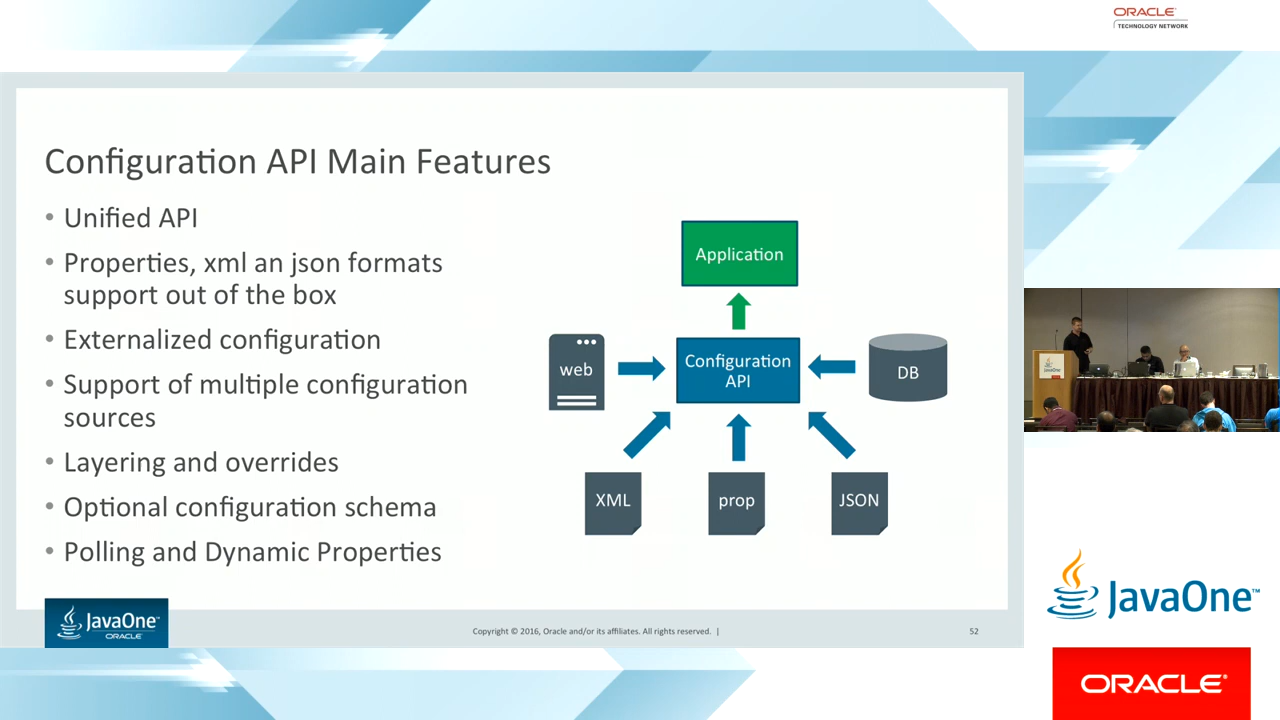 ORACLE
TECHNOLOGY NETWORK
Configuration API Main Features
• Unified API
• Properties, xml an json formats
support out of the box
• Externalized configuration
• Support of multiple configuration
sources
• Layering and overrides
• Optional configuration schema
• Polling and Dynamic Properties
Application
web
Configuration
API
DB
XML
prop
JSON
JavaOne™
ORACLE
Copyright © 2016, Oracle and/or its affiliates. All rights reserved. |
52
JavaOne
JavaOne™
ORACLE®